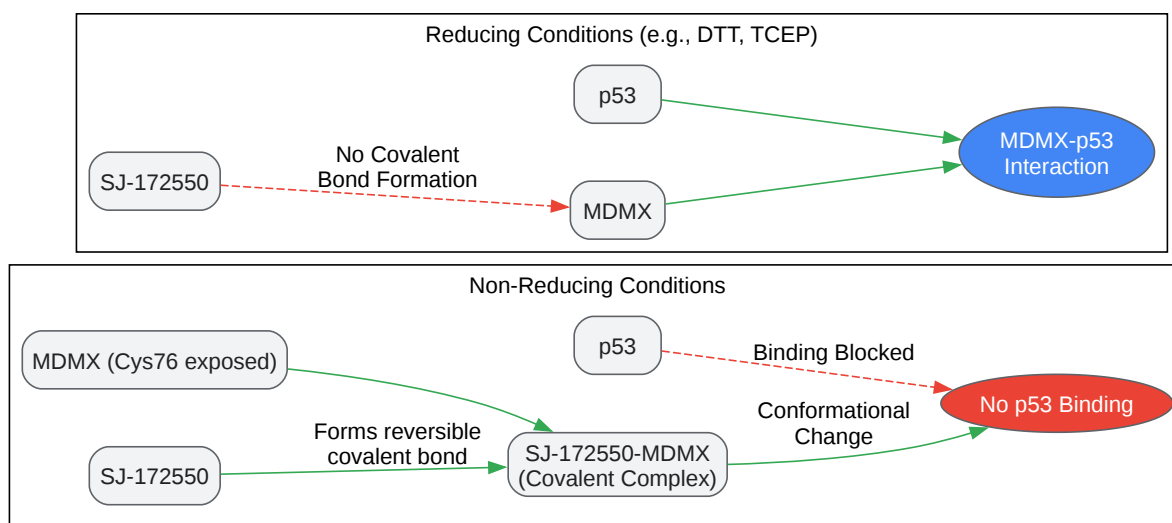 Reducing Conditions (e.g., DTT, TCEP)
p53
SJ-172550
No Covalent
Bond Formation
MDMX
MDMX-p53
Interaction
Non-Reducing Conditions
MDMX (Cys76 exposed)
p53
Binding Blocked
No p53 Binding
SJ-172550
Forms reversible
covalent bond
SJ-172550-MDMX
(Covalent Complex)
Conformational
Change